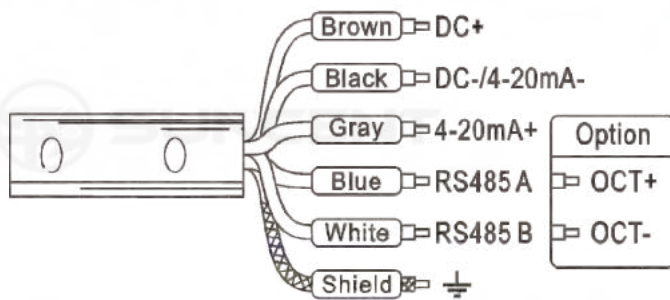 Brown DC+
Black DC-/4-20mA-
Gray 4-20mA+
Option
Blue RS485 A OCT+
White RS485 B OCT-
Shield